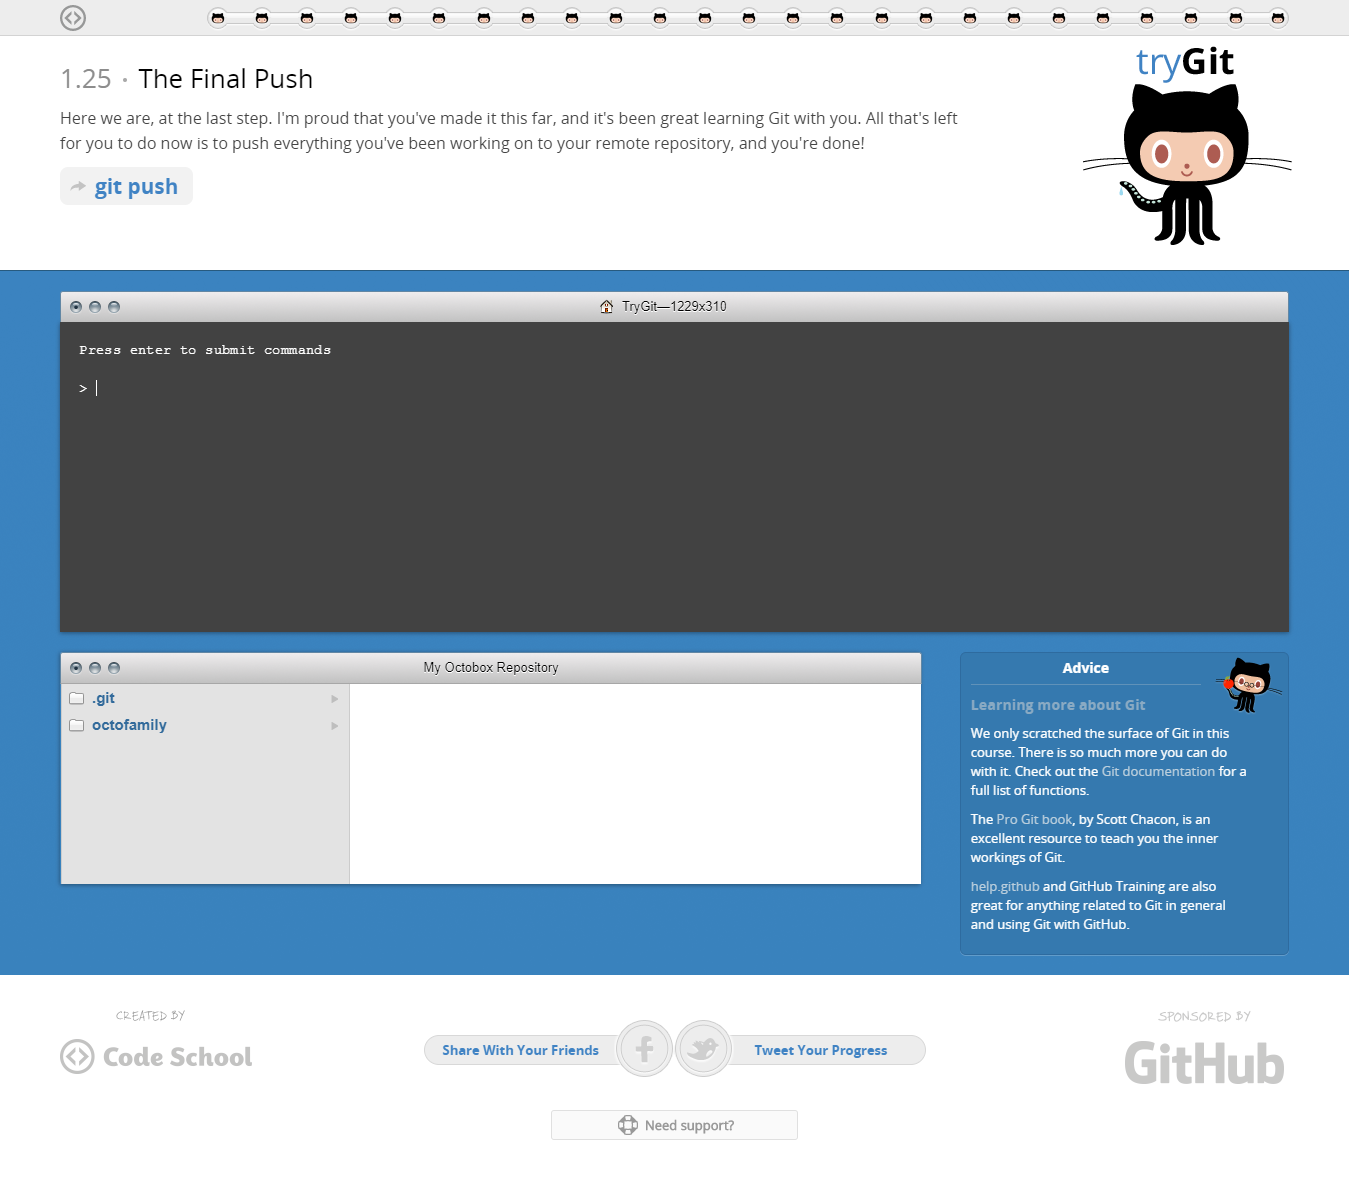 1.25 · The Final Push
tryGit
Here we are, at the last step. I'm proud that you've made it this far, and it's been great learning Git with you. All that's left
for you to do now is to push everything you've been working on to your remote repository, and you're done!
git push
TryGit—1229x310
Press enter to submit commands
>
My Octobox Repository
.git
octofamily
Advice
Learning more about Git
We only scratched the surface of Git in this
course. There is so much more you can do
with it. Check out the Git documentation for a
full list of functions.
The Pro Git book, by Scott Chacon, is an
excellent resource to teach you the inner
workings of Git.
help.github and GitHub Training are also
great for anything related to Git in general
and using Git with GitHub.
CREATED BY
Code School
Share With Your Friends
Tweet Your Progress
SPONSORED BY
GitHub
Need support?